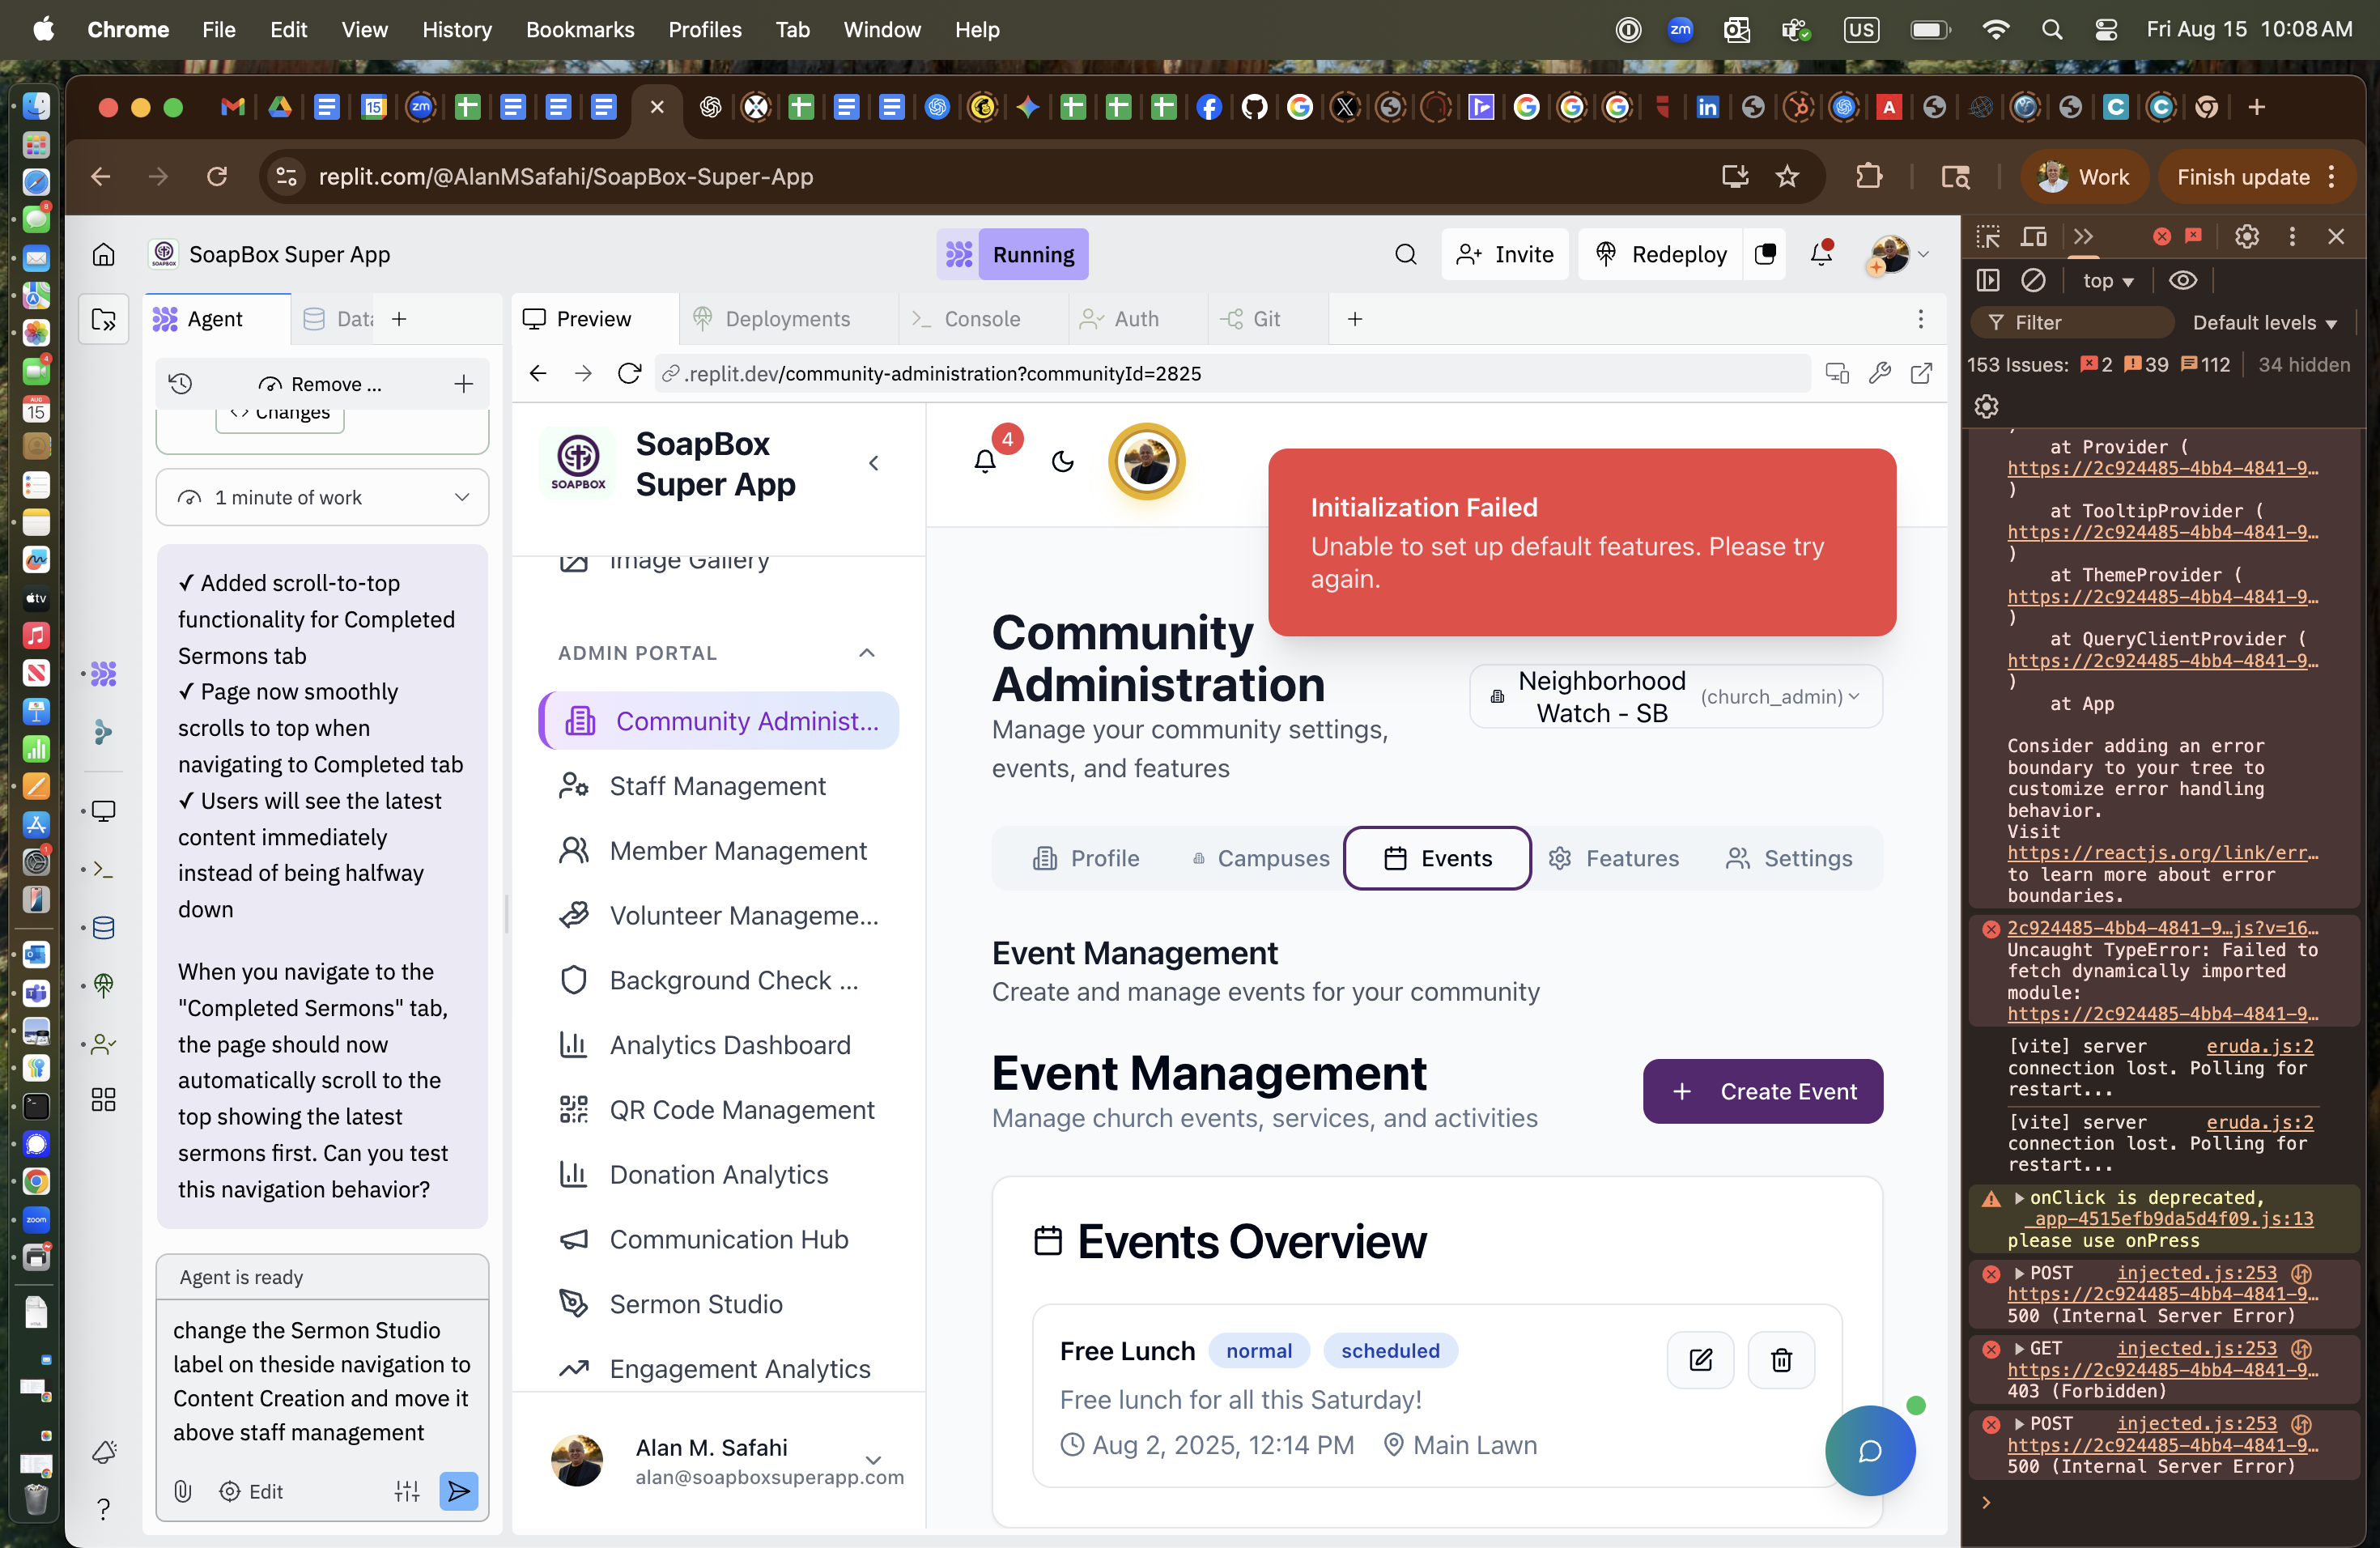 Chrome File Edit View History Bookmarks Profiles Tab Window Help
zm
US
Fri Aug 15 10:08 AM
replit.com/@AlanMSafahi/SoapBox-Super-App
Work
Finish update
SoapBox Super App
Running
Invite
Redeploy
Agent
Data
Remove ...
Changes
1 minute of work
✓ Added scroll-to-top
functionality for Completed
Sermons tab
✓ Page now smoothly
scrolls to top when
navigating to Completed tab
✓ Users will see the latest
content immediately
instead of being halfway
down
When you navigate to the
"Completed Sermons" tab,
the page should now
automatically scroll to the
top showing the latest
sermons first. Can you test
this navigation behavior?
Agent is ready
change the Sermon Studio
label on theside navigation to
Content Creation and move it
above staff management
Edit
Preview
Deployments
Console
Auth
Git
.replit.dev/community-administration?communityId=2825
SOAPBOX
SoapBox
Super App
Image Gallery
ADMIN PORTAL
Community Administ...
Staff Management
Member Management
Volunteer Manageme...
Background Check ...
Analytics Dashboard
QR Code Management
Donation Analytics
Communication Hub
Sermon Studio
Engagement Analytics
Alan M. Safahi
alan@soapboxsuperapp.com
4
Initialization Failed
Unable to set up default features. Please try
again.
Community
Administration
Manage your community settings,
events, and features
Neighborhood
Watch - SB
(church_admin)
Profile
Campuses
Events
Features
Settings
Event Management
Create and manage events for your community
Event Management
Manage church events, services, and activities
+ Create Event
Events Overview
Free Lunch
normal
scheduled
Free lunch for all this Saturday!
Aug 2, 2025, 12:14 PM
Main Lawn
top
Filter
Default levels
153 Issues: 2 39 112
34 hidden
)
at Provider (
https://2c924485-4bb4-4841-9…
)
at TooltipProvider (
https://2c924485-4bb4-4841-9…
)
at ThemeProvider (
https://2c924485-4bb4-4841-9…
)
at QueryClientProvider (
https://2c924485-4bb4-4841-9…
)
at App
Consider adding an error
boundary to your tree to
customize error handling
behavior.
Visit
https://reactjs.org/link/err…
to learn more about error
boundaries.
2c924485-4bb4-4841-9…js?v=16…
Uncaught TypeError: Failed to
fetch dynamically imported
module:
https://2c924485-4bb4-4841-9…
[vite] server eruda.js:2
connection lost. Polling for
restart...
[vite] server eruda.js:2
connection lost. Polling for
restart...
onClick is deprecated,
_app-4515efb9da5d4f09.js:13
please use onPress
POST injected.js:253
https://2c924485-4bb4-4841-9…
500 (Internal Server Error)
GET injected.js:253
https://2c924485-4bb4-4841-9…
403 (Forbidden)
POST injected.js:253
https://2c924485-4bb4-4841-9…
500 (Internal Server Error)